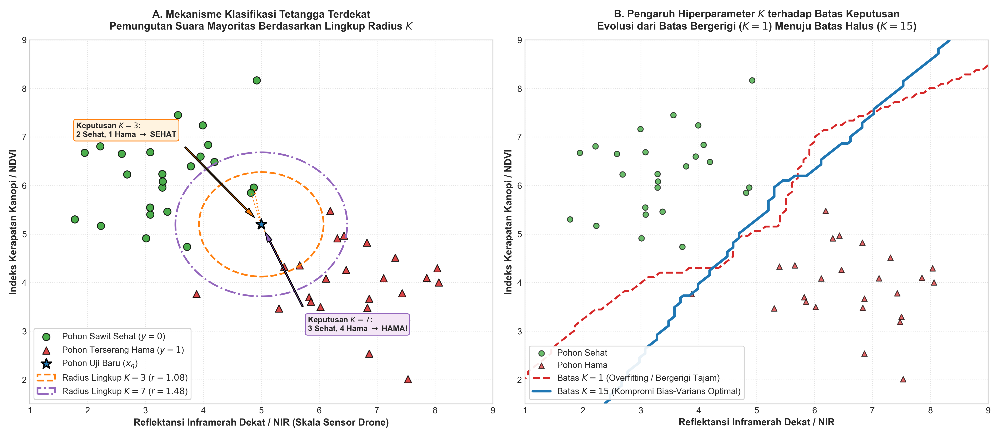 A. Mekanisme Klasifikasi Tetangga Terdekat
Pemungutan Suara Mayoritas Berdasarkan Lingkup Radius K
9
8
7
6
5
4
3
2
Indeks Kerapatan Kanopi / NDVI
Keputusan K = 3:
2 Sehat, 1 Hama → SEHAT
Keputusan K = 7:
3 Sehat, 4 Hama → HAMA!
Pohon Sawit Sehat (y = 0)
Pohon Terserang Hama (y = 1)
Pohon Uji Baru (x_q)
Radius Lingkup K = 3 (r = 1.08)
Radius Lingkup K = 7 (r = 1.48)
1 2 3 4 5 6 7 8 9
Reflektansi Inframerah Dekat / NIR (Skala Sensor Drone)
B. Pengaruh Hiperparameter K terhadap Batas Keputusan
Evolusi dari Batas Bergerigi (K = 1) Menuju Batas Halus (K = 15)
9
8
7
6
5
4
3
2
Indeks Kerapatan Kanopi / NDVI
Pohon Sehat
Pohon Hama
Batas K = 1 (Overfitting / Bergerigi Tajam)
Batas K = 15 (Kompromi Bias-Varians Optimal)
1 2 3 4 5 6 7 8 9
Reflektansi Inframerah Dekat / NIR